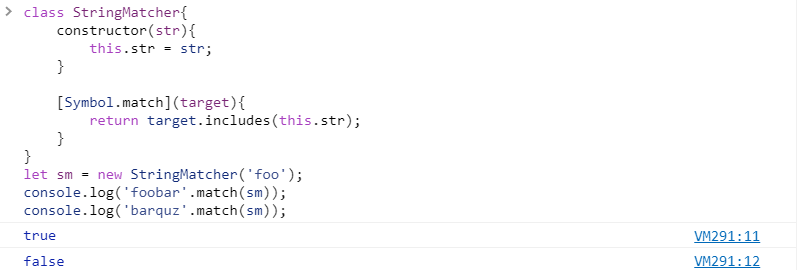 > class StringMatcher{
constructor(str){
this.str = str;
}
[Symbol.match](target){
return target.includes(this.str);
}
}
let sm = new StringMatcher('foo');
console.log('foobar'.match(sm));
console.log('barquz'.match(sm));
true VM291:11
false VM291:12